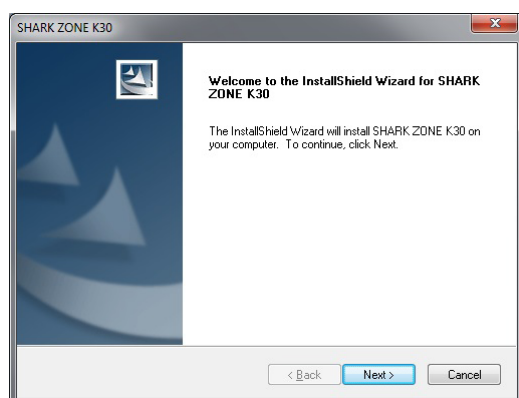 SHARK ZONE K30
Welcome to the InstallShield Wizard for SHARK
ZONE K30
The InstallShield Wizard will install SHARK ZONE K30 on
your computer. To continue, click Next.
< Back
Next >
Cancel